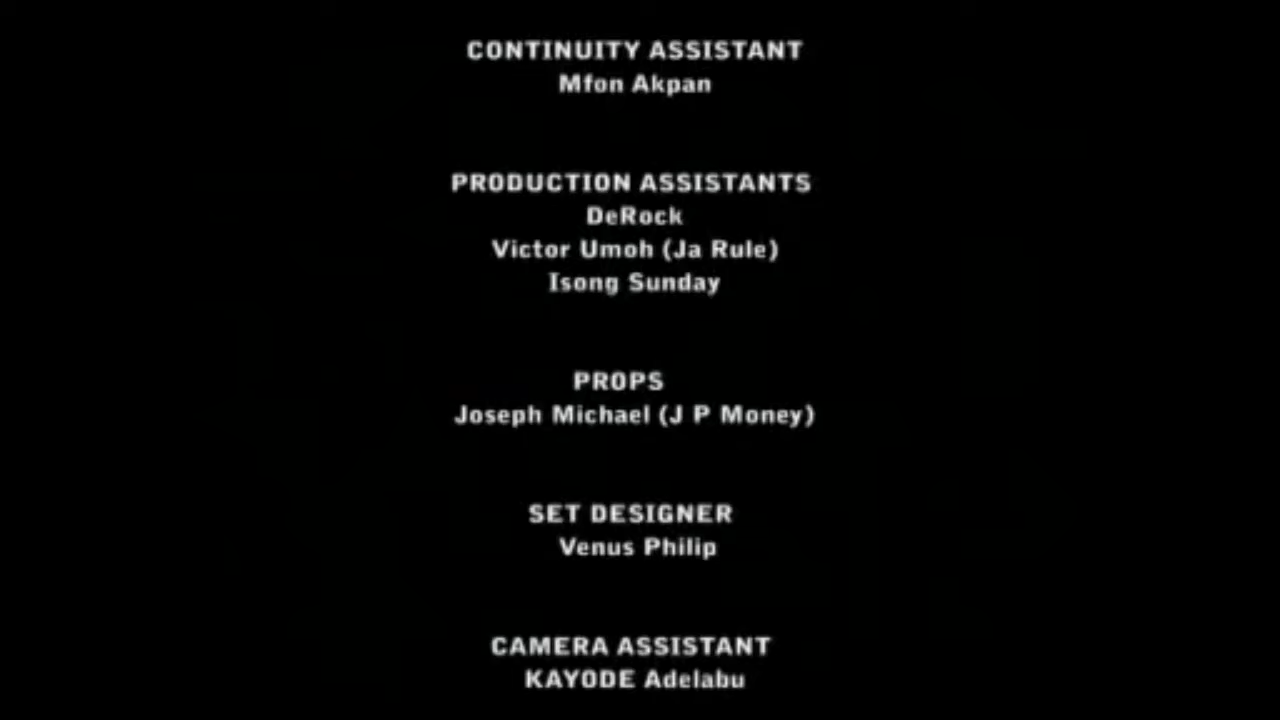 CONTINUITY ASSISTANT
Mfon Akpan
PRODUCTION ASSISTANTS
DeRock
Victor Umoh (Ja Rule)
Isong Sunday
PROPS
Joseph Michael (J P Money)
SET DESIGNER
Venus Philip
CAMERA ASSISTANT
KAYODE Adelabu